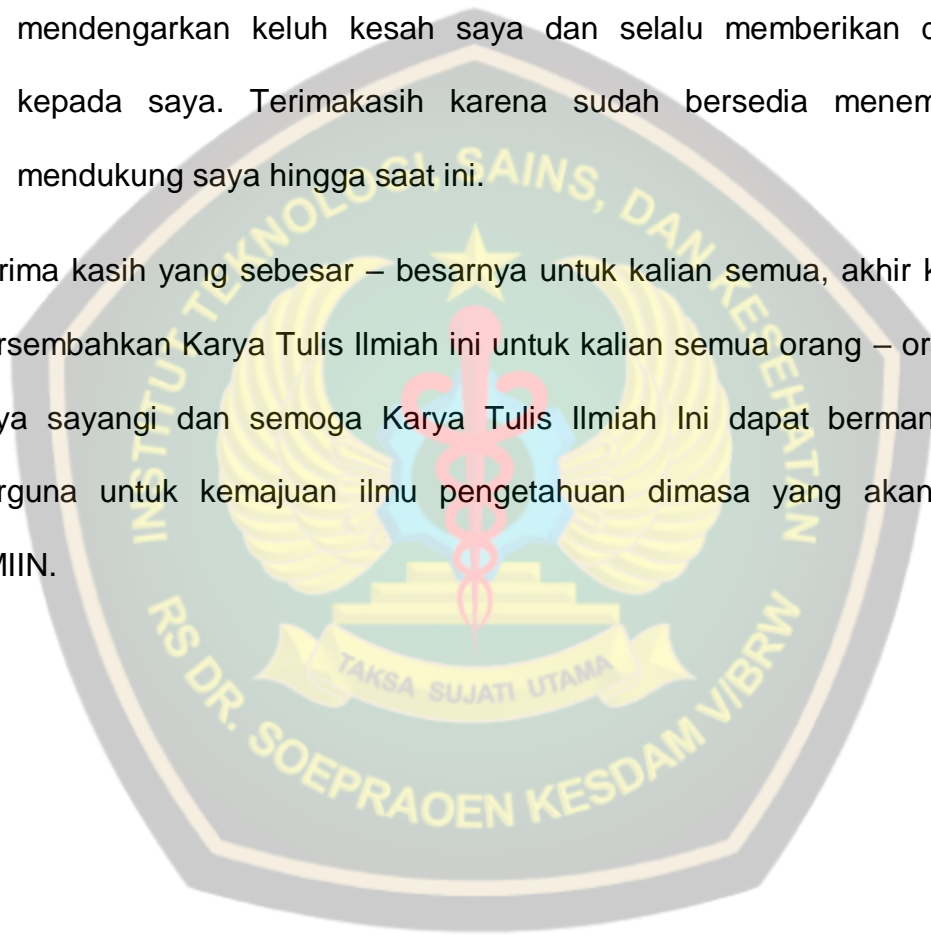 mendengarkan keluh kesah saya dan selalu memberikan
kepada saya. Terimakasih karena sudah bersedia menem
mendukung saya hingga saat ini.
rima kasih yang sebesar – besarnya untuk kalian semua, akhir k
rsembahkan Karya Tulis Ilmiah ini untuk kalian semua orang – or
ya sayangi dan semoga Karya Tulis Ilmiah Ini dapat berman
rguna untuk kemajuan ilmu pengetahuan dimasa yang akan
MIIN.
INSTITUT TEKNOLOGI, SAINS, DAN KESEHATAN
TAKSA SUJATI UTAMA
RS DR. SOEPRAOEN KESDAM V/BRW